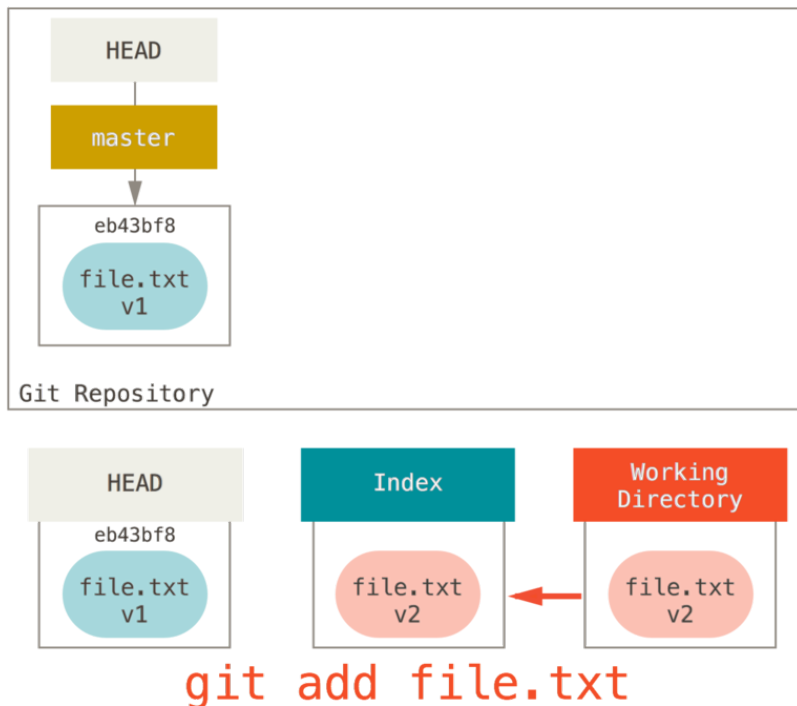 HEAD
master
eb43bf8
file.txt
v1
Git Repository
HEAD
eb43bf8
file.txt
v1
Index
file.txt
v2
Working
Directory
file.txt
v2
git add file.txt